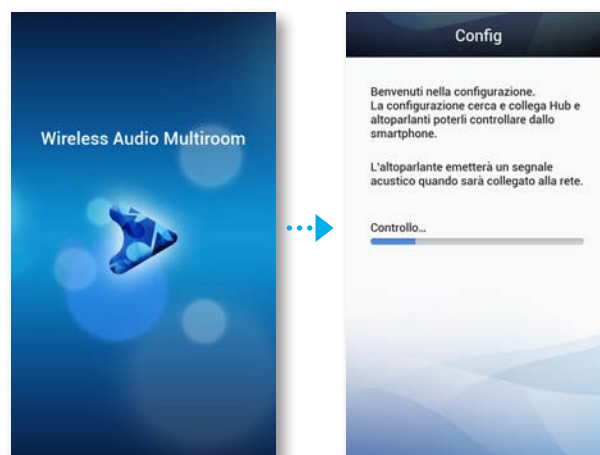 Wireless Audio Multiroom
Config
Benvenuti nella configurazione.
La configurazione cerca e collega Hub e
altoparlanti poterli controllare dallo
smartphone.
L'altoparlante emetterà un segnale
acustico quando sarà collegato alla rete.
Controllo...